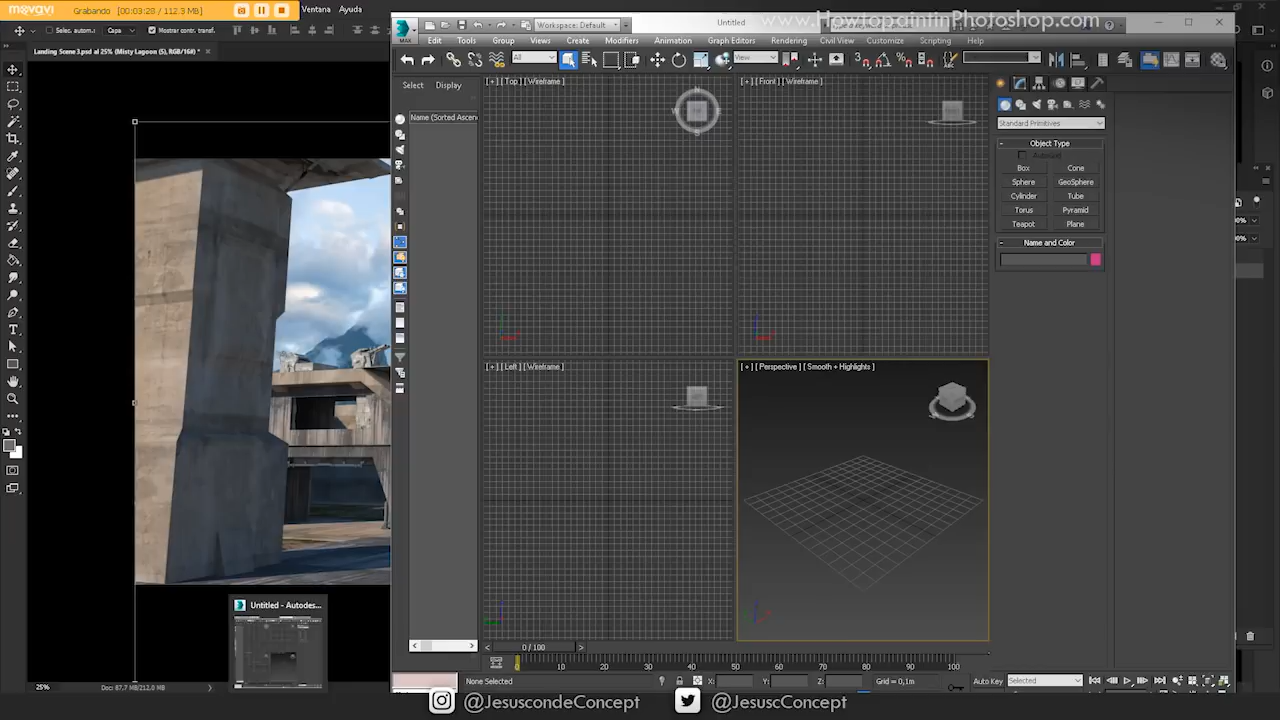 movavi
Grabando [00:03:28 / 112.3 MB]
Ventana Ayuda
Untitled
www.HowtopaintinPhotoshop.com
Workspace: Default
Mostrar contr. transf.
Landing Scene 3.psd al 25% (Misty Lagoon (5), RGB/16#) *
Edit Tools Group Views Create Modifiers Animation Graph Editors Rendering Civil View Customize Scripting Help
All
View
Select Display
[+] [Top] [Wireframe]
[+] [Front] [Wireframe]
Name (Sorted Ascen
Standard Primitives
Object Type
Box Cone
Sphere GeoSphere
Cylinder Tube
Torus Pyramid
Teapot Plane
Name and Color
[+] [Left] [Wireframe]
[+] [Perspective] [Smooth + Highlights]
Untitled - Autodes...
0 / 100
0 10 20 30 40 50 60 70 80 90 100
None Selected
X: Y: Z:
Grid = 0,1m
Auto Key
Selected
25%
Doc: 67,7 MB/212,0 MB
@JesuscondeConcept
@JesuscConcept